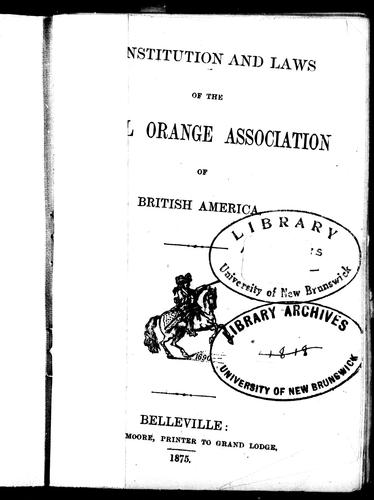 NSTITUTION AND LAWS
OF THE
L ORANGE ASSOCIATION
OF
BRITISH AMERICA
LIBRARY
University of New Brunswick
1690
LIBRARY ARCHIVES
UNIVERSITY OF NEW BRUNSWICK
BELLEVILLE:
MOORE, PRINTER TO GRAND LODGE,
1875.